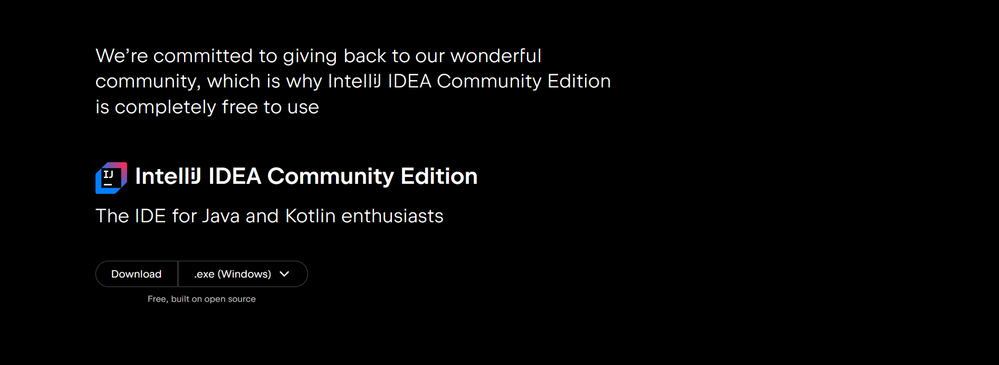 We’re committed to giving back to our wonderful
community, which is why IntelliJ IDEA Community Edition
is completely free to use
IJ
IntelliJ IDEA Community Edition
The IDE for Java and Kotlin enthusiasts
Download .exe (Windows)
Free, built on open source